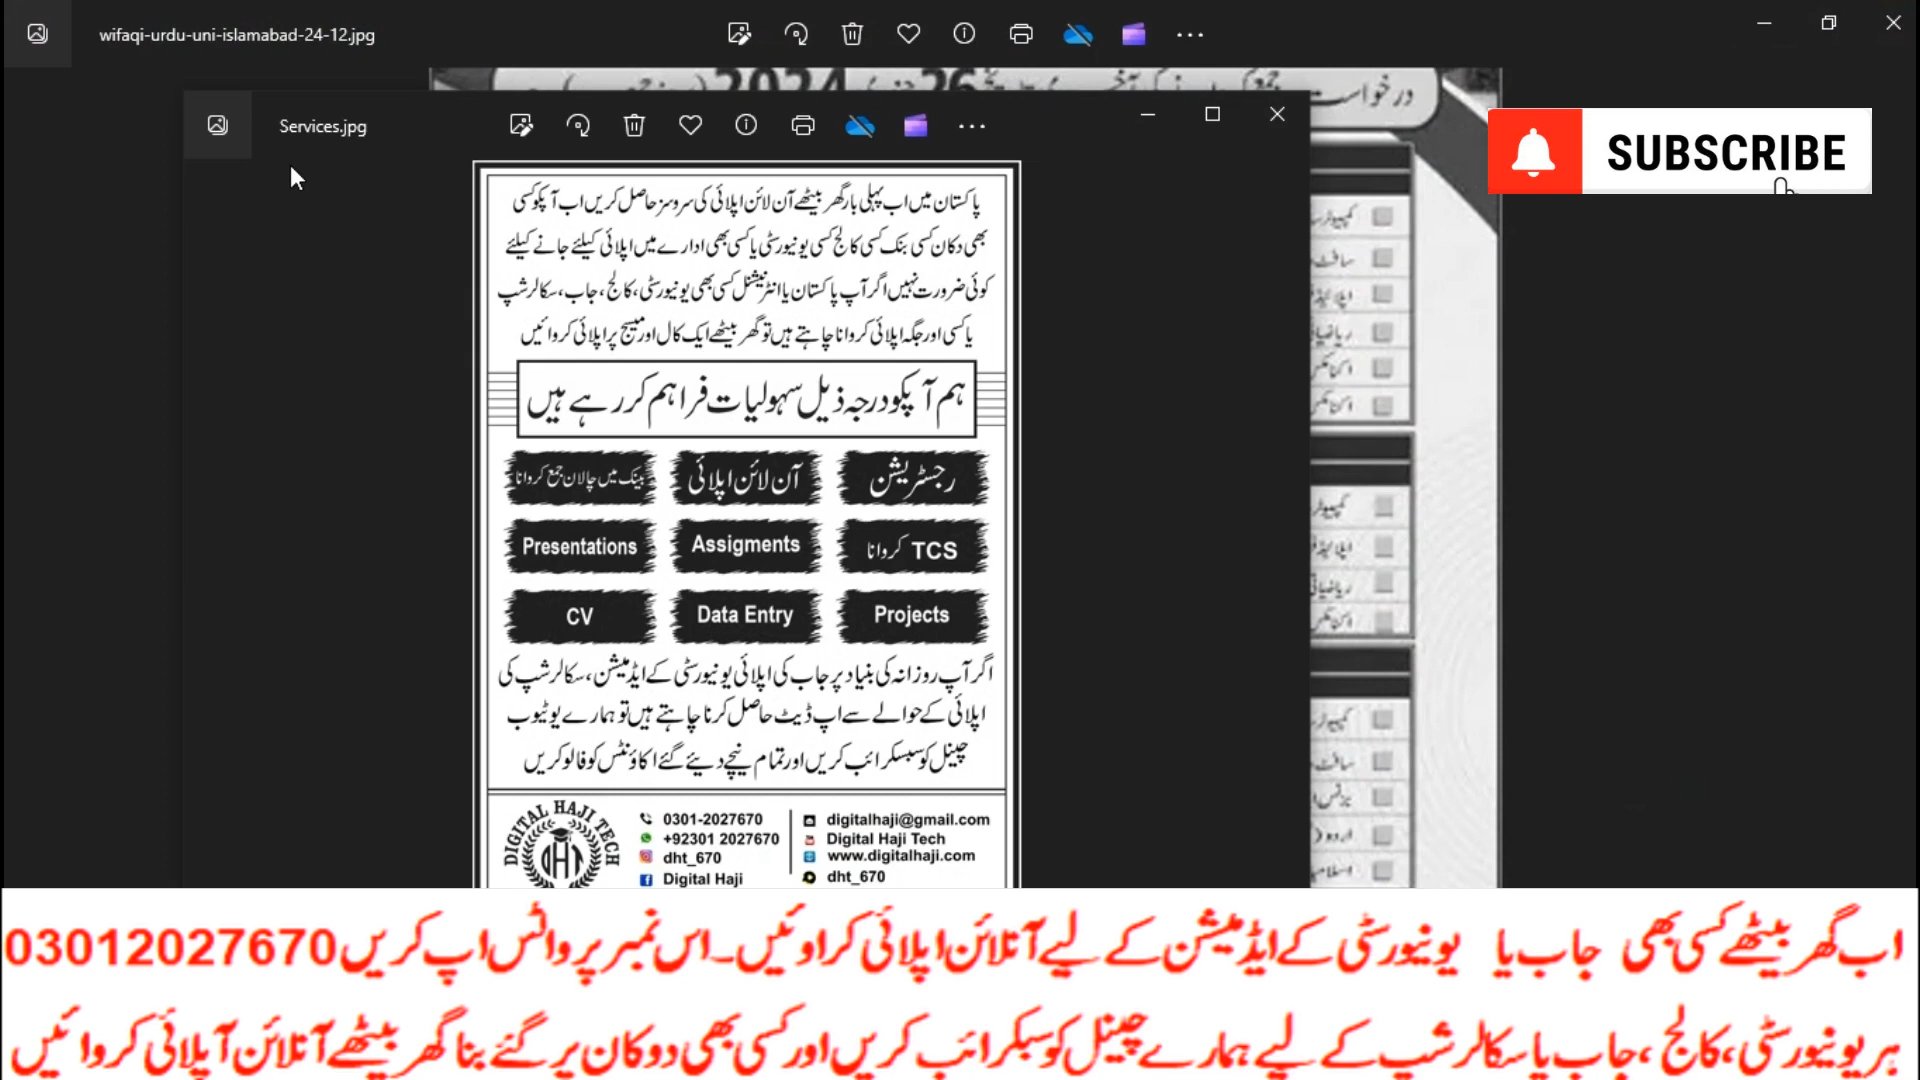 wifaqi-urdu-uni-islamabad-24-12.jpg
درخواست جمع
2024
26
Services.jpg
SUBSCRIBE
پاکستان میں اب پہلی بار گھر بیٹھے آن لائن اپلائی کی سروسز حاصل کریں اب آپکو کسی
بھی دکان کسی بنک کسی کالج کسی یونیورسٹی یا کسی بھی ادارے میں اپلائی کیلئے جانے کیلئے
کوئی ضرورت نہیں اگر آپ پاکستان یا انٹرنیشنل کسی بھی یونیورسٹی، کالج، جاب، سکالرشپ
یا کسی اور جگہ اپلائی کروانا چاہتے ہیں تو گھر بیٹھے ایک کال اور میسج پر اپلائی کروائیں
ہم آپکو درجہ ذیل سہولیات فراہم کر رہے ہیں
رجسٹریشن
آن لائن اپلائی
بینک میں چالان جمع کروانا
TCS کروانا
Assigments
Presentations
Projects
Data Entry
CV
اگر آپ روزانہ کی بنیاد پر جاب کی اپلائی یونیورسٹی کے ایڈمیشن، سکالرشپ کی
اپلائی کے حوالے سے اپ ڈیٹ حاصل کرنا چاہتے ہیں تو ہمارے یوٹیوب
چینل کو سبسکرائب کریں اور تمام نیچے دیئے گئے اکاؤنٹس کو فالو کریں
DIGITAL HAJI TECH
DHT
0301-2027670
+92301 2027670
dht_670
Digital Haji
digitalhaji@gmail.com
Digital Haji Tech
www.digitalhaji.com
dht_670
اب گھر بیٹھے کسی بھی جاب یا یونیورسٹی کے ایڈمیشن کے لیے آنلائن اپلائی کراوئیں۔ اس نمبر پر واٹس اپ کریں 03012027670
ہر یونیورسٹی، کالج، جاب یا سکالرشپ کے لیے ہمارے چینل کو سبکرائب کریں اور کسی بھی دوکان پر گئے بنا گھر بیٹھے آنلائن آپلائی کروائیں